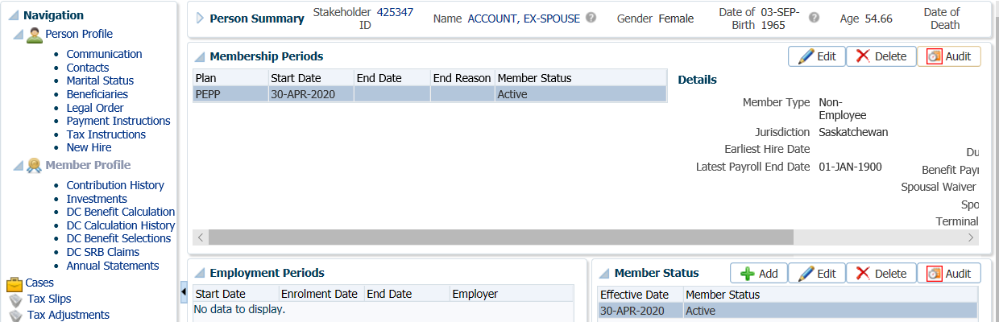 Navigation
Person Profile
Communication
Contacts
Marital Status
Beneficiaries
Legal Order
Payment Instructions
Tax Instructions
New Hire
Member Profile
Contribution History
Investments
DC Benefit Calculation
DC Calculation History
DC Benefit Selections
DC SRB Claims
Annual Statements
Cases
Tax Slips
Tax Adjustments
Person Summary Stakeholder ID 425347 Name ACCOUNT, EX-SPOUSE Gender Female Date of Birth 03-SEP-1965 Age 54.66 Date of Death
Membership Periods Edit Delete Audit
Plan Start Date End Date End Reason Member Status
PEPP 30-APR-2020 Active
Details
Member Type Non-Employee
Jurisdiction Saskatchewan
Earliest Hire Date
Latest Payroll End Date 01-JAN-1900
Du
Benefit Payr
Spousal Waiver
Spo
Terminal
Employment Periods
Start Date Enrolment Date End Date Employer
No data to display.
Member Status Add Edit Delete Audit
Effective Date Member Status
30-APR-2020 Active